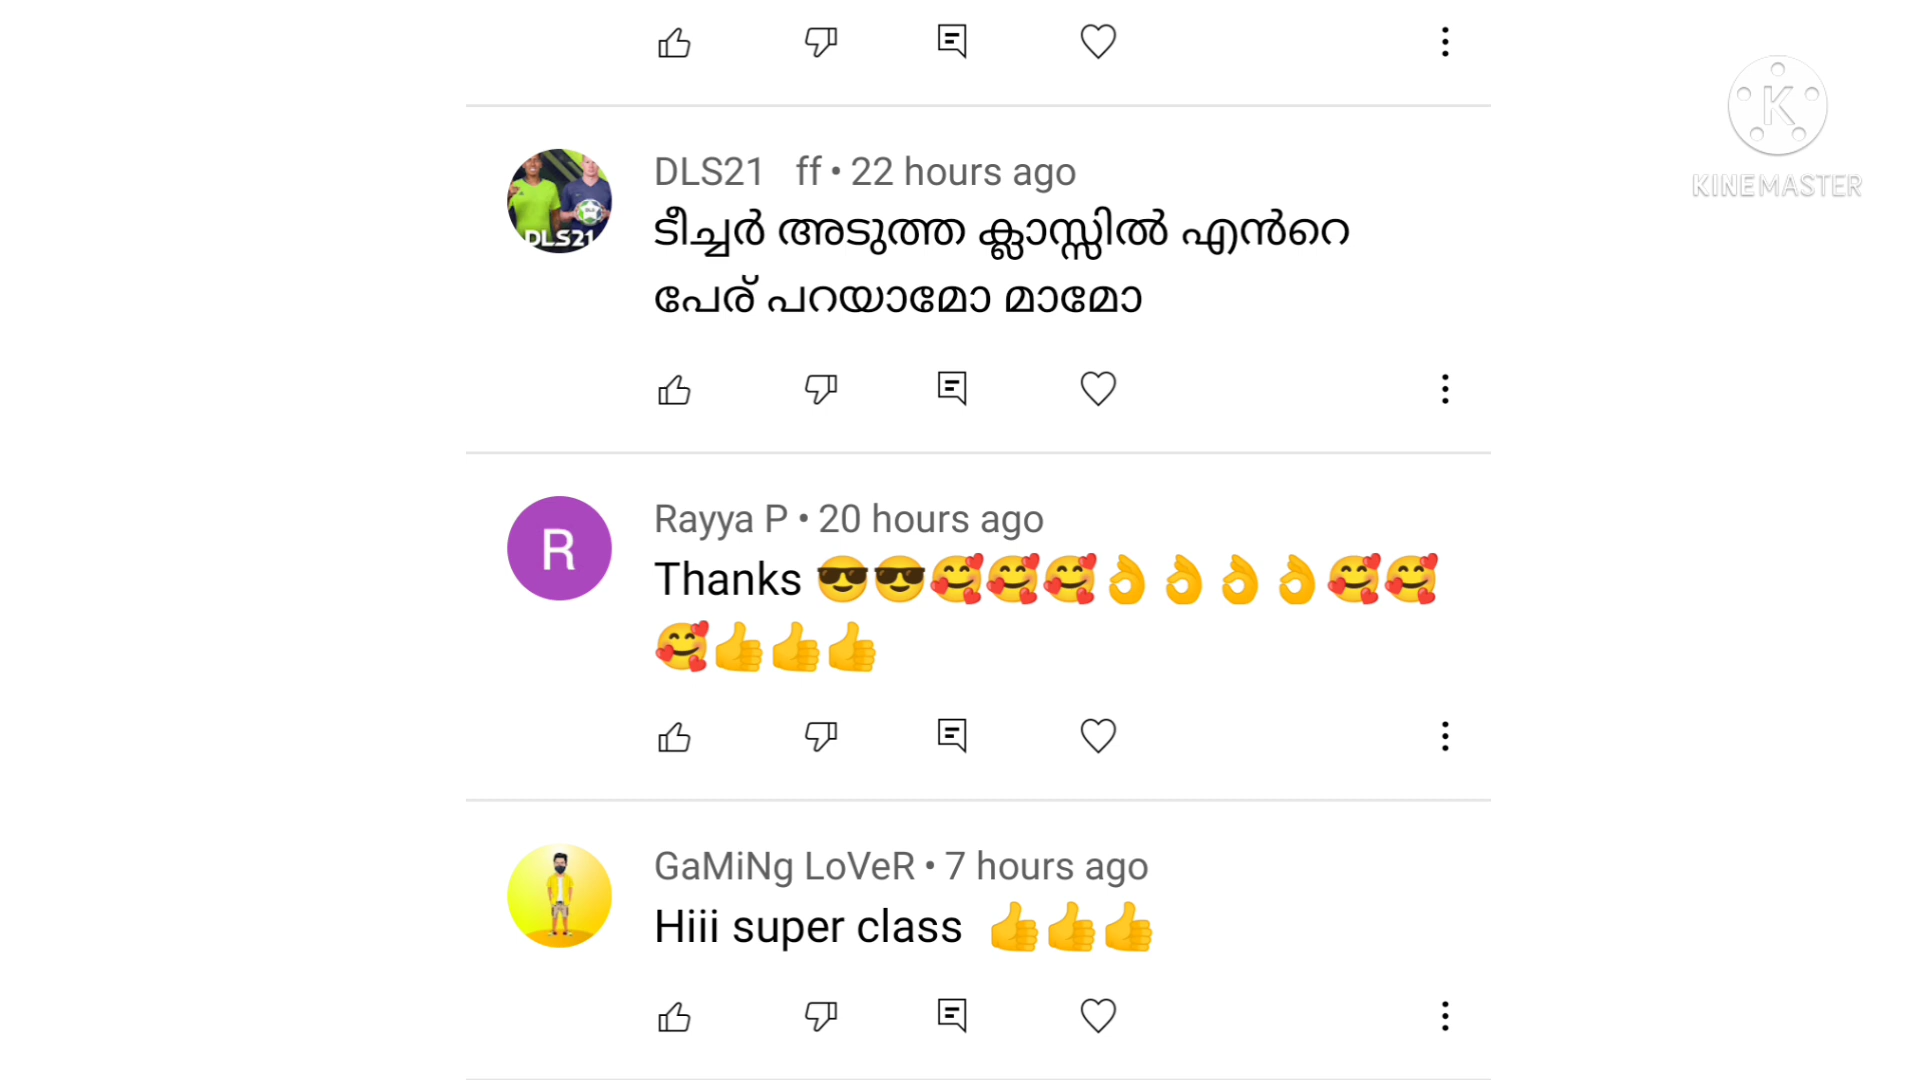 K
KINEMASTER
DLS21 ff • 22 hours ago
ടീച്ചർ അടുത്ത ക്ലാസ്സിൽ എൻറെ
പേര് പറയാമോ മാമോ
DLS21
Rayya P • 20 hours ago
R
Thanks 😎😎🥰🥰🥰👌👌👌👌🥰🥰
🥰👍👍👍
GaMiNg LoVeR • 7 hours ago
Hiii super class 👍👍👍